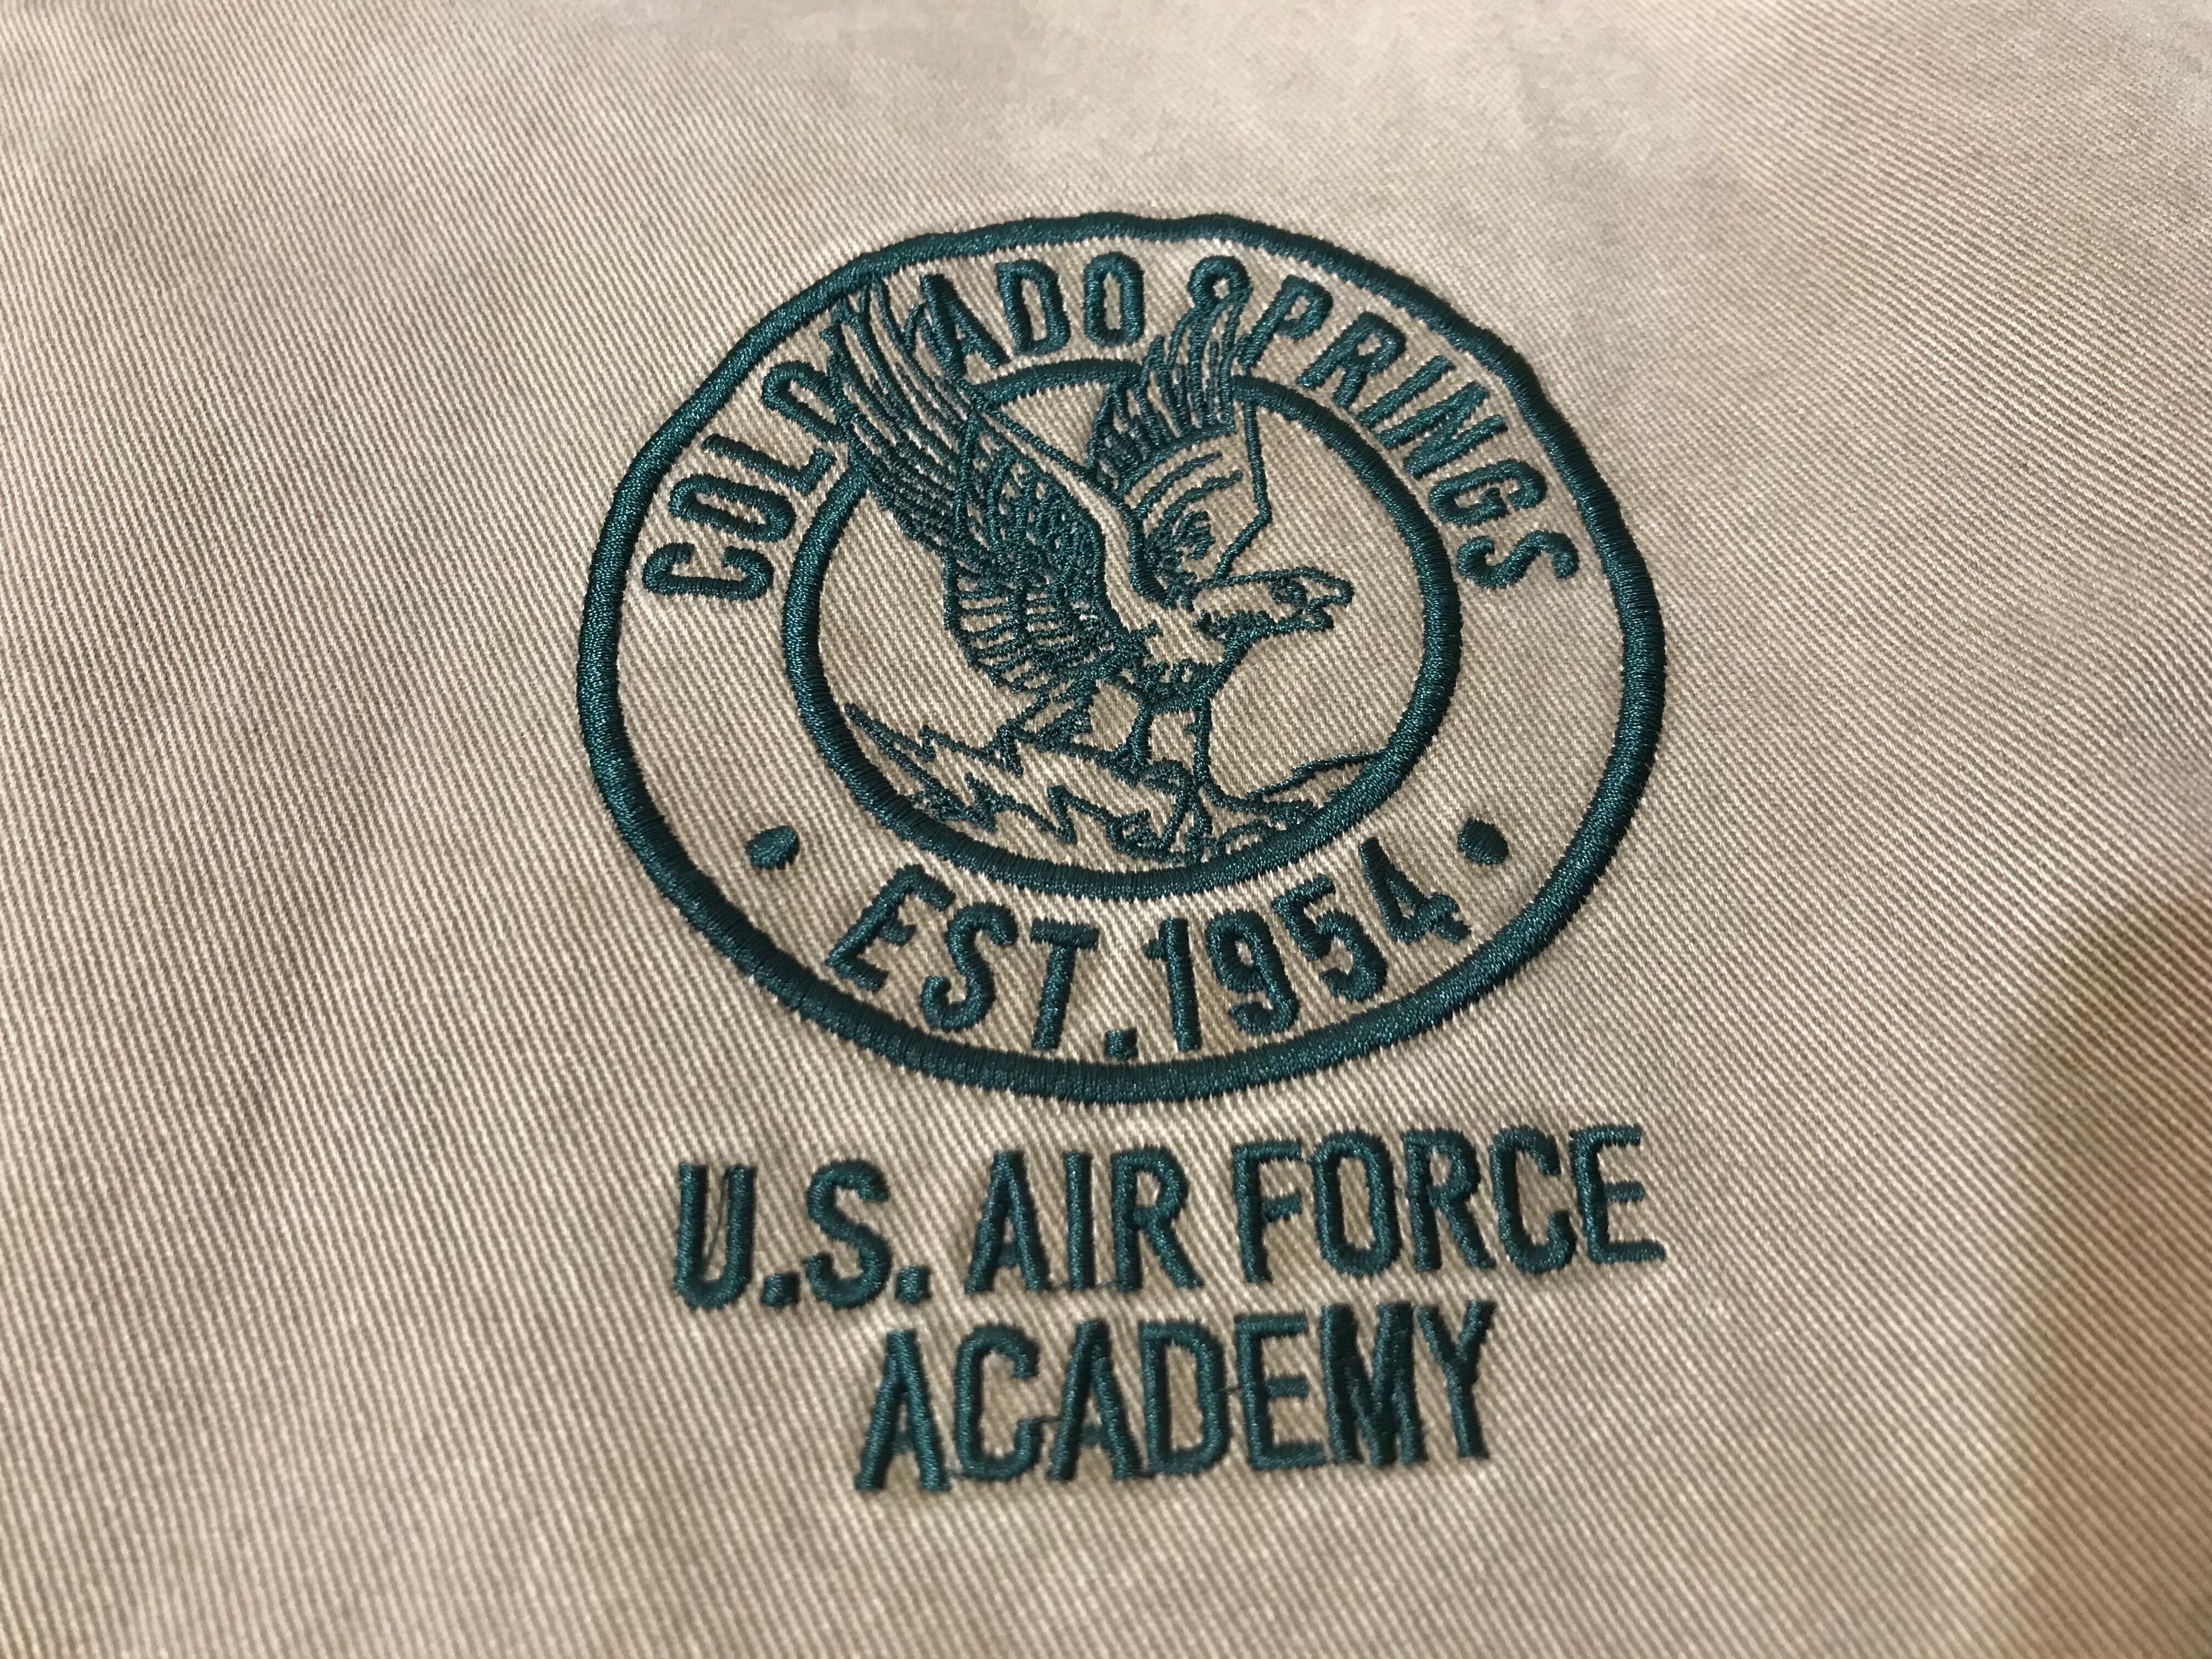 COLORADO SPRINGS
EST. 1954
U.S. AIR FORCE
ACADEMY